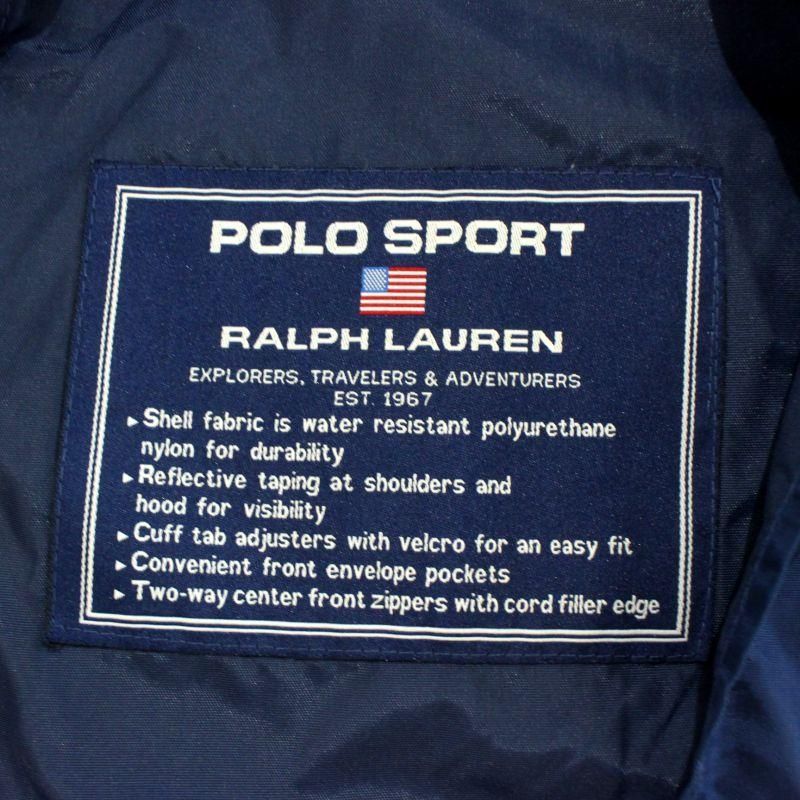 POLO SPORT
RALPH LAUREN
EXPLORERS, TRAVELERS & ADVENTURERS
EST. 1967
▸Shell fabric is water resistant polyurethane
nylon for durability
▸Reflective taping at shoulders and
hood for visibility
▸Cuff tab adjusters with velcro for an easy fit
▸Convenient front envelope pockets
▸Two-way center front zippers with cord filler edge